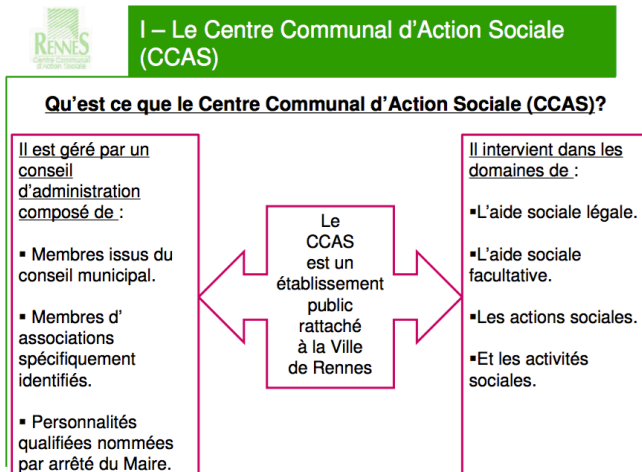 RENNES
Centre Communal
d'Action Sociale
I – Le Centre Communal d'Action Sociale
(CCAS)
Qu'est ce que le Centre Communal d'Action Sociale (CCAS)?
Il est géré par un
conseil
d'administration
composé de :
▪ Membres issus du
conseil municipal.
▪ Membres d'
associations
spécifiquement
identifiés.
▪ Personnalités
qualifiées nommées
par arrêté du Maire.
Le
CCAS
est un
établissement
public
rattaché
à la Ville
de Rennes
Il intervient dans les
domaines de :
▪L'aide sociale légale.
▪L'aide sociale
facultative.
▪Les actions sociales.
▪Et les activités
sociales.